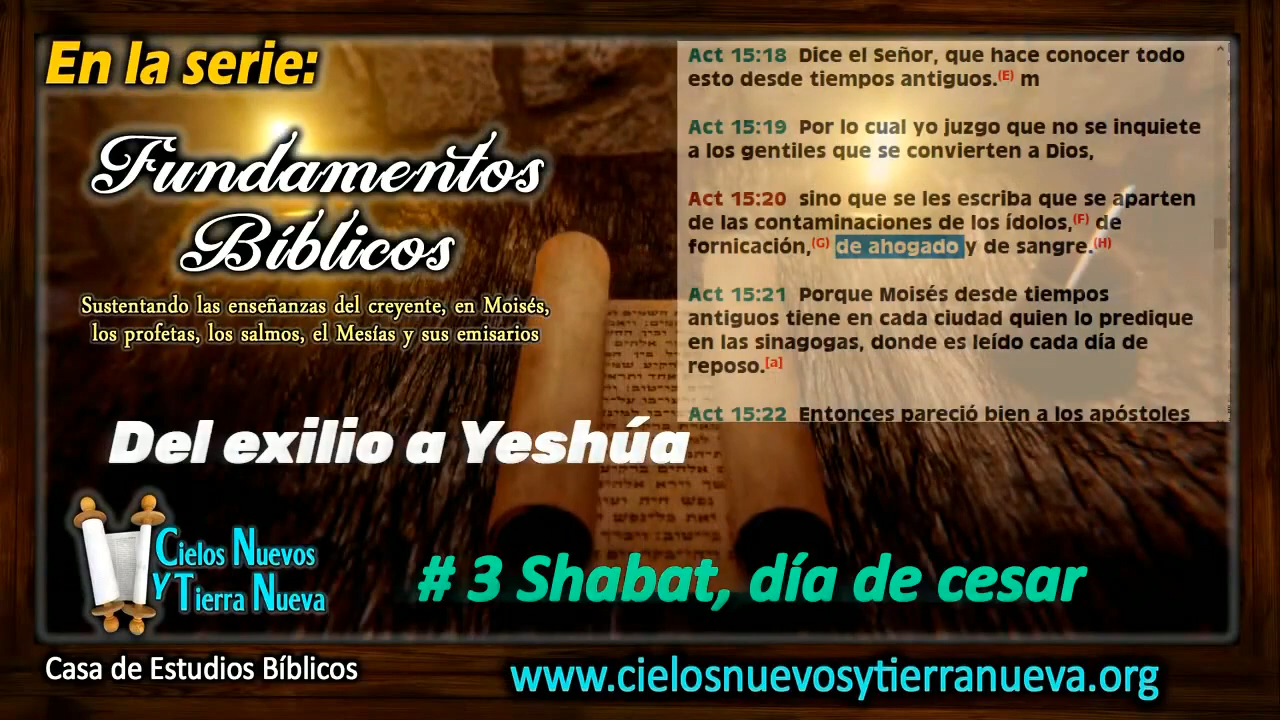 En la serie:
Fundamentos
Bíblicos
Sustentando las enseñanzas del creyente, en Moisés,
los profetas, los salmos, el Mesías y sus emisarios
Act 15:18 Dice el Señor, que hace conocer todo
esto desde tiempos antiguos.(E) m
Act 15:19 Por lo cual yo juzgo que no se inquiete
a los gentiles que se convierten a Dios,
Act 15:20 sino que se les escriba que se aparten
de las contaminaciones de los ídolos,(F) de
fornicación,(G) de ahogado y de sangre.(H)
Act 15:21 Porque Moisés desde tiempos
antiguos tiene en cada ciudad quien lo predique
en las sinagogas, donde es leído cada día de
reposo.[a]
Act 15:22 Entonces pareció bien a los apóstoles
Del exilio a Yeshúa
Cielos Nuevos
Y Tierra Nueva
# 3 Shabat, día de cesar
Casa de Estudios Bíblicos
www.cielosnuevosytierranueva.org